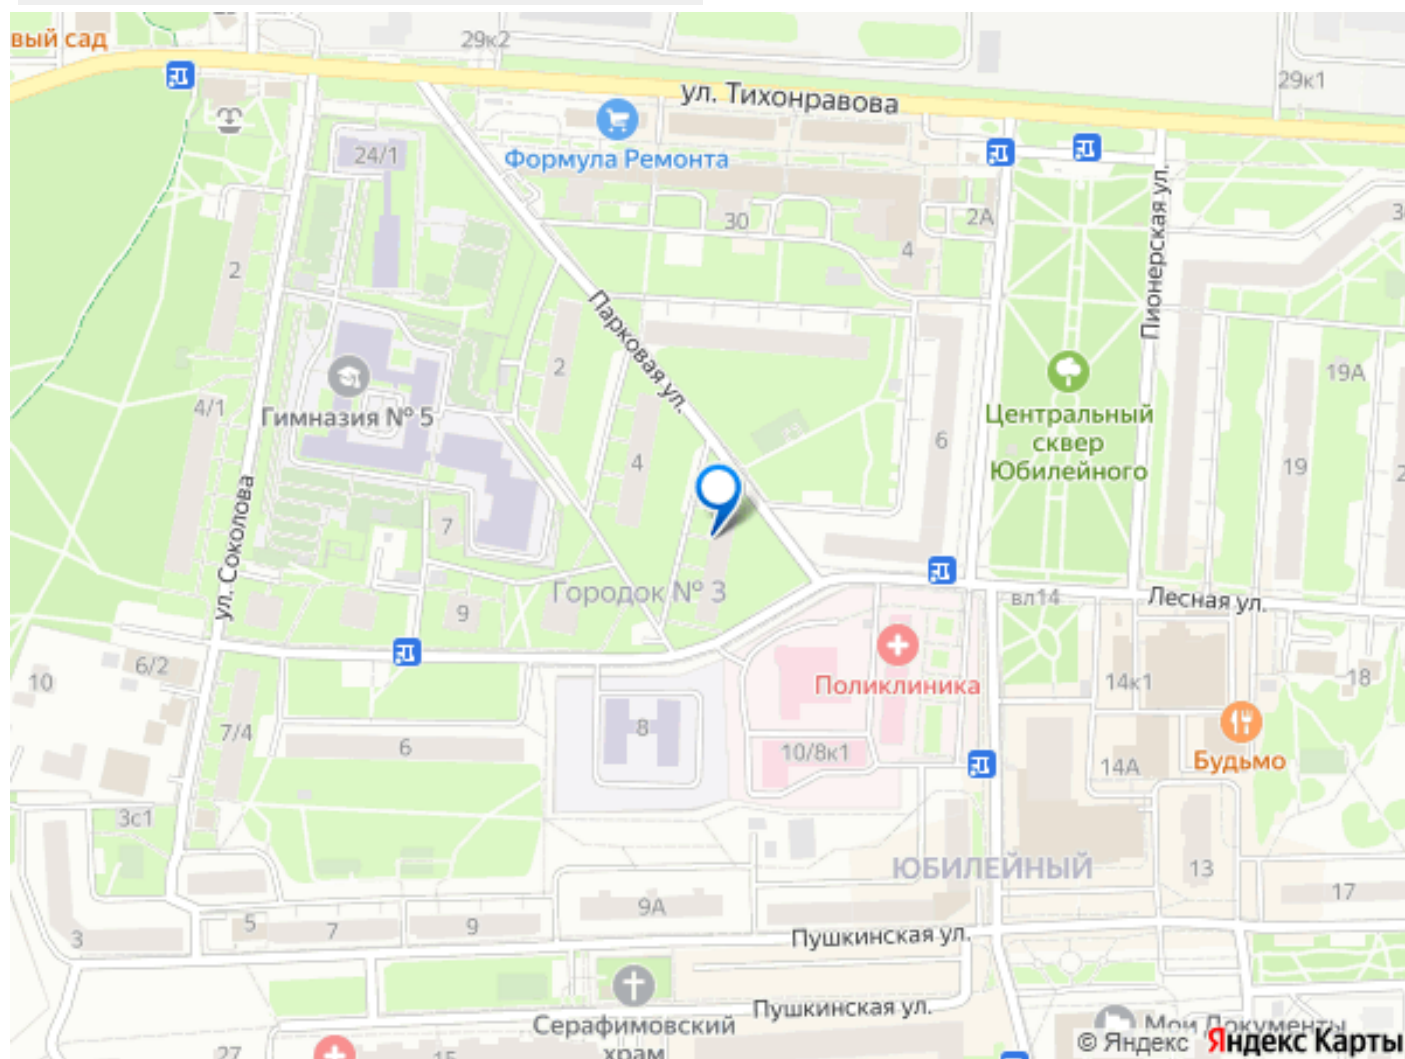 вый сад
29к2
29к1
ул. Тихонравова
Формула Ремонта
24/1
30
2А
4
2
Пионерская ул.
Парковая ул.
2
Гимназия № 5
4/1
4
6
Центральный
сквер
Юбилейного
19А
19
ул. Соколова
7
9
Городок № 3
вл14
Лесная ул.
6/2
10
Поликлиника
14к1
18
7/4
6
8
10/8к1
14А
Будьмо
3с1
ЮБИЛЕЙНЫЙ
13
17
9А
5
7
9
3
Пушкинская ул.
Пушкинская ул.
Серафимовский
храм
Мои Документы
27
15
© Яндекс Яндекс Карты